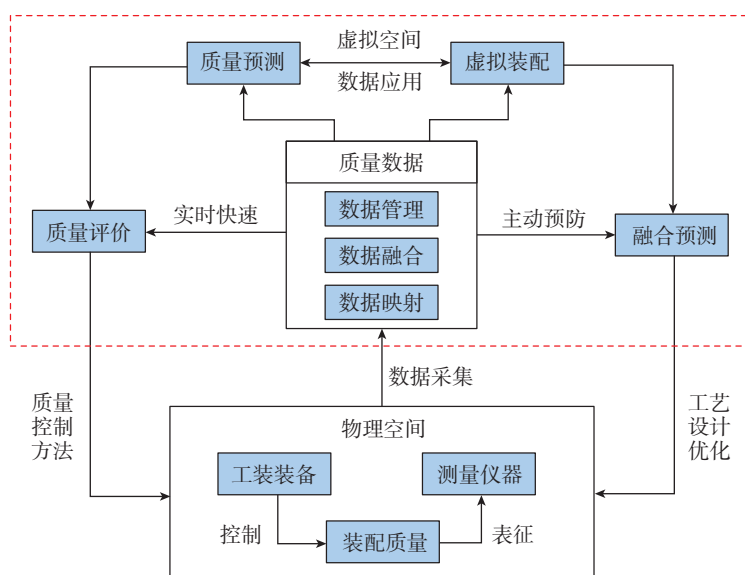 虚拟空间
质量预测
虚拟装配
数据应用
质量数据
数据管理
实时快速
主动预防
质量评价
数据融合
融合预测
数据映射
数据采集
质量
控制
方法
工艺
设计
优化
物理空间
工装装备
测量仪器
控制
装配质量
表征